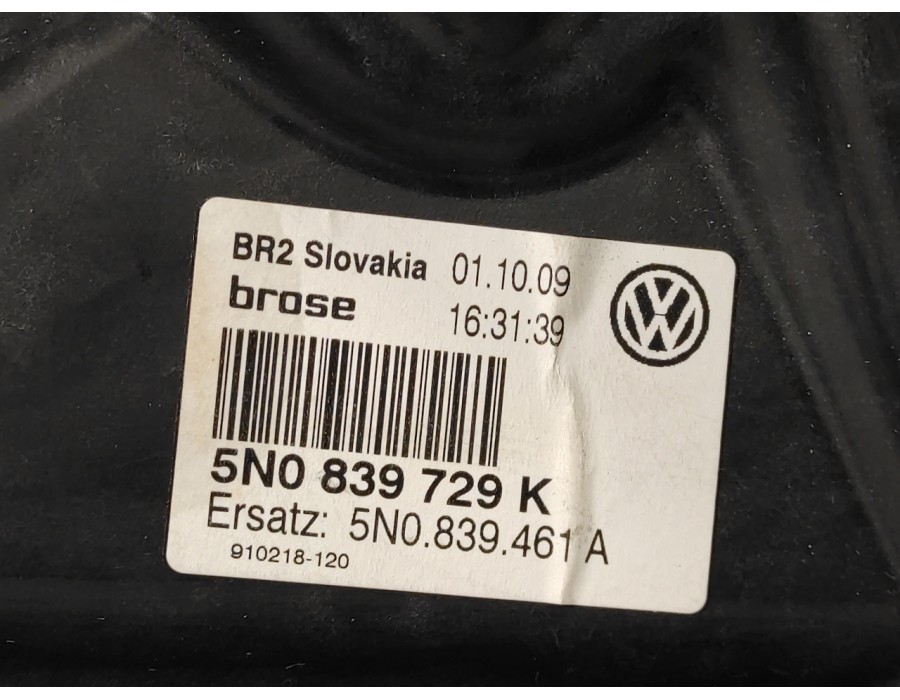 BR2 Slovakia 01.10.09
brose 16:31:39
5N0 839 729 K
Ersatz: 5N0.839.461 A
910218-120